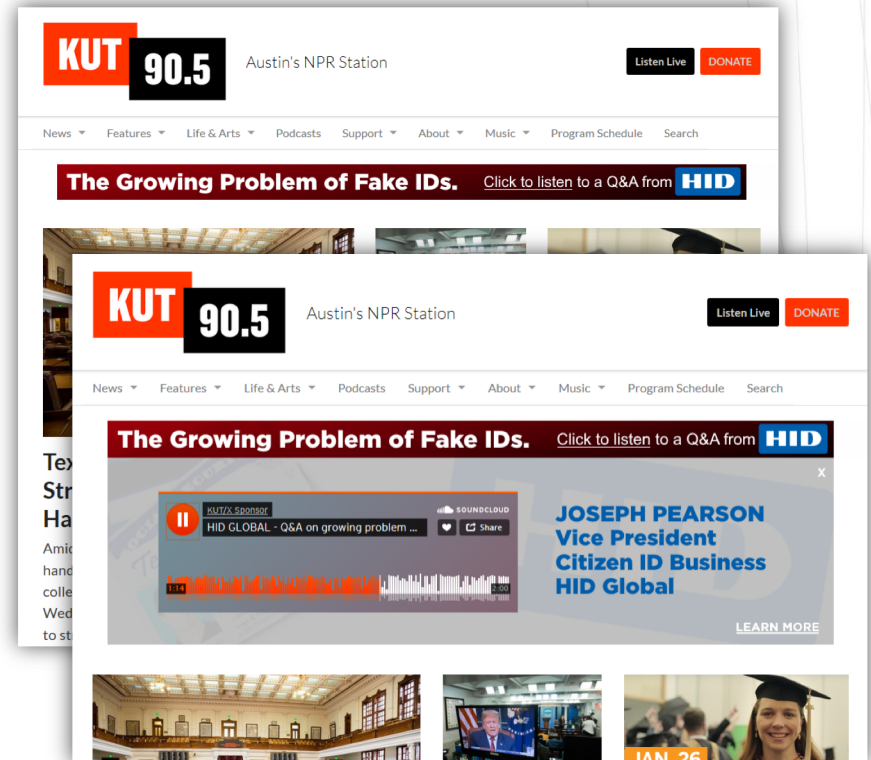 KUT
90.5
Austin's NPR Station
Listen Live
DONATE
News Features Life & Arts Podcasts Support About Music Program Schedule Search
The Growing Problem of Fake IDs. Click to listen to a Q&A from HID
Tex
Str
Ha
Amid
hand
colle
Wed
to st
KUT
90.5
Austin's NPR Station
Listen Live
DONATE
News Features Life & Arts Podcasts Support About Music Program Schedule Search
The Growing Problem of Fake IDs. Click to listen to a Q&A from HID
X
KUT/X Sponsor
SOUNDCLOUD
HID GLOBAL - Q&A on growing problem ...
Share
1:14
2:00
JOSEPH PEARSON
Vice President
Citizen ID Business
HID Global
LEARN MORE
JAN. 26